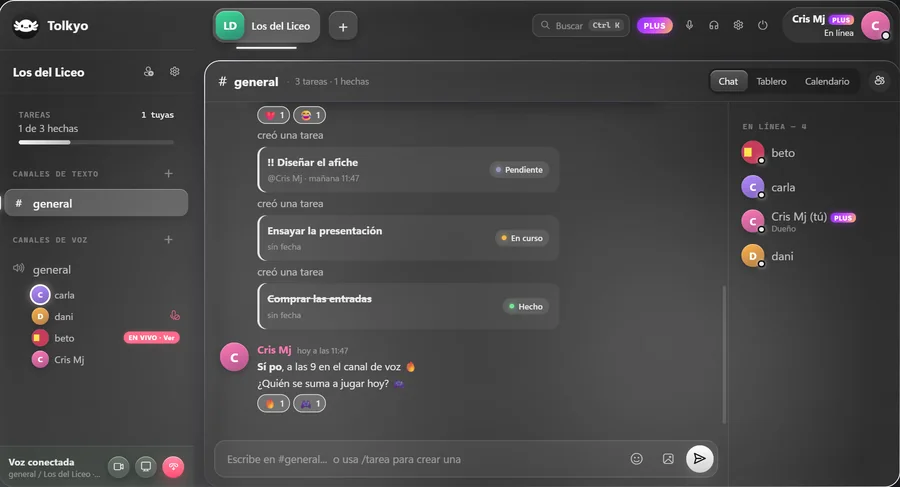 Tolkyo
LD Los del Liceo
+
Buscar Ctrl K
PLUS
Cris Mj PLUS
En línea
C
Los del Liceo
TAREAS 1 tuyas
1 de 3 hechas
CANALES DE TEXTO +
# general
CANALES DE VOZ +
general
C carla
D dani
beto EN VIVO · Ver
C Cris Mj
Voz conectada
general / Los del Liceo ·...
# general · 3 tareas · 1 hechas
Chat Tablero Calendario
1 1
creó una tarea
!! Diseñar el afiche
@Cris Mj · mañana 11:47
Pendiente
creó una tarea
Ensayar la presentación
sin fecha
En curso
creó una tarea
Comprar las entradas
sin fecha
Hecho
C
Cris Mj hoy a las 11:47
Sí po, a las 9 en el canal de voz 🔥
¿Quién se suma a jugar hoy? 👾
🔥 1 👾 1
Escribe en #general... o usa /tarea para crear una
EN LÍNEA — 4
beto
C carla
C Cris Mj (tú) PLUS
Dueño
D dani